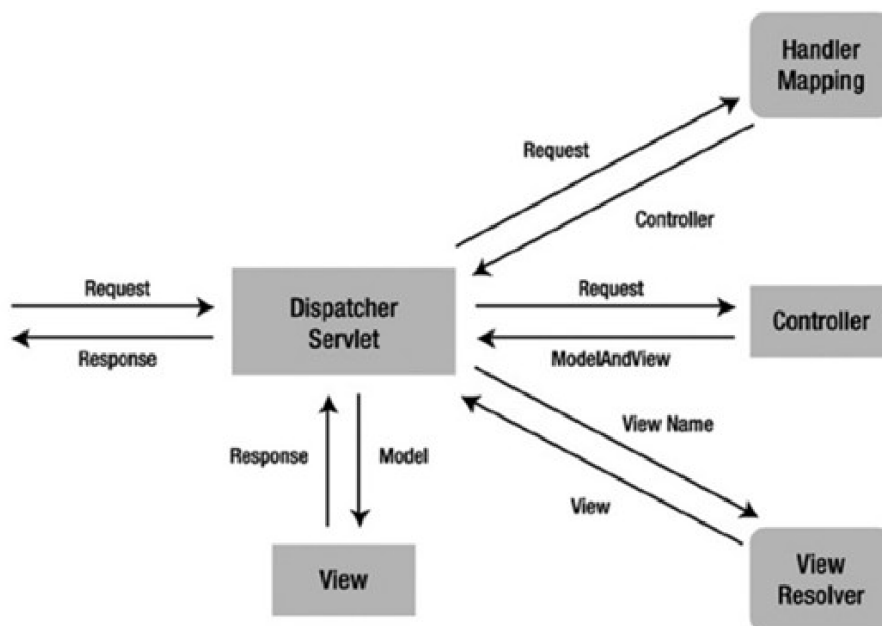 Handler
Mapping
Request
Controller
Request
Response
Dispatcher
Servlet
Request
ModelAndView
Controller
View Name
View
Response
Model
View
View
Resolver